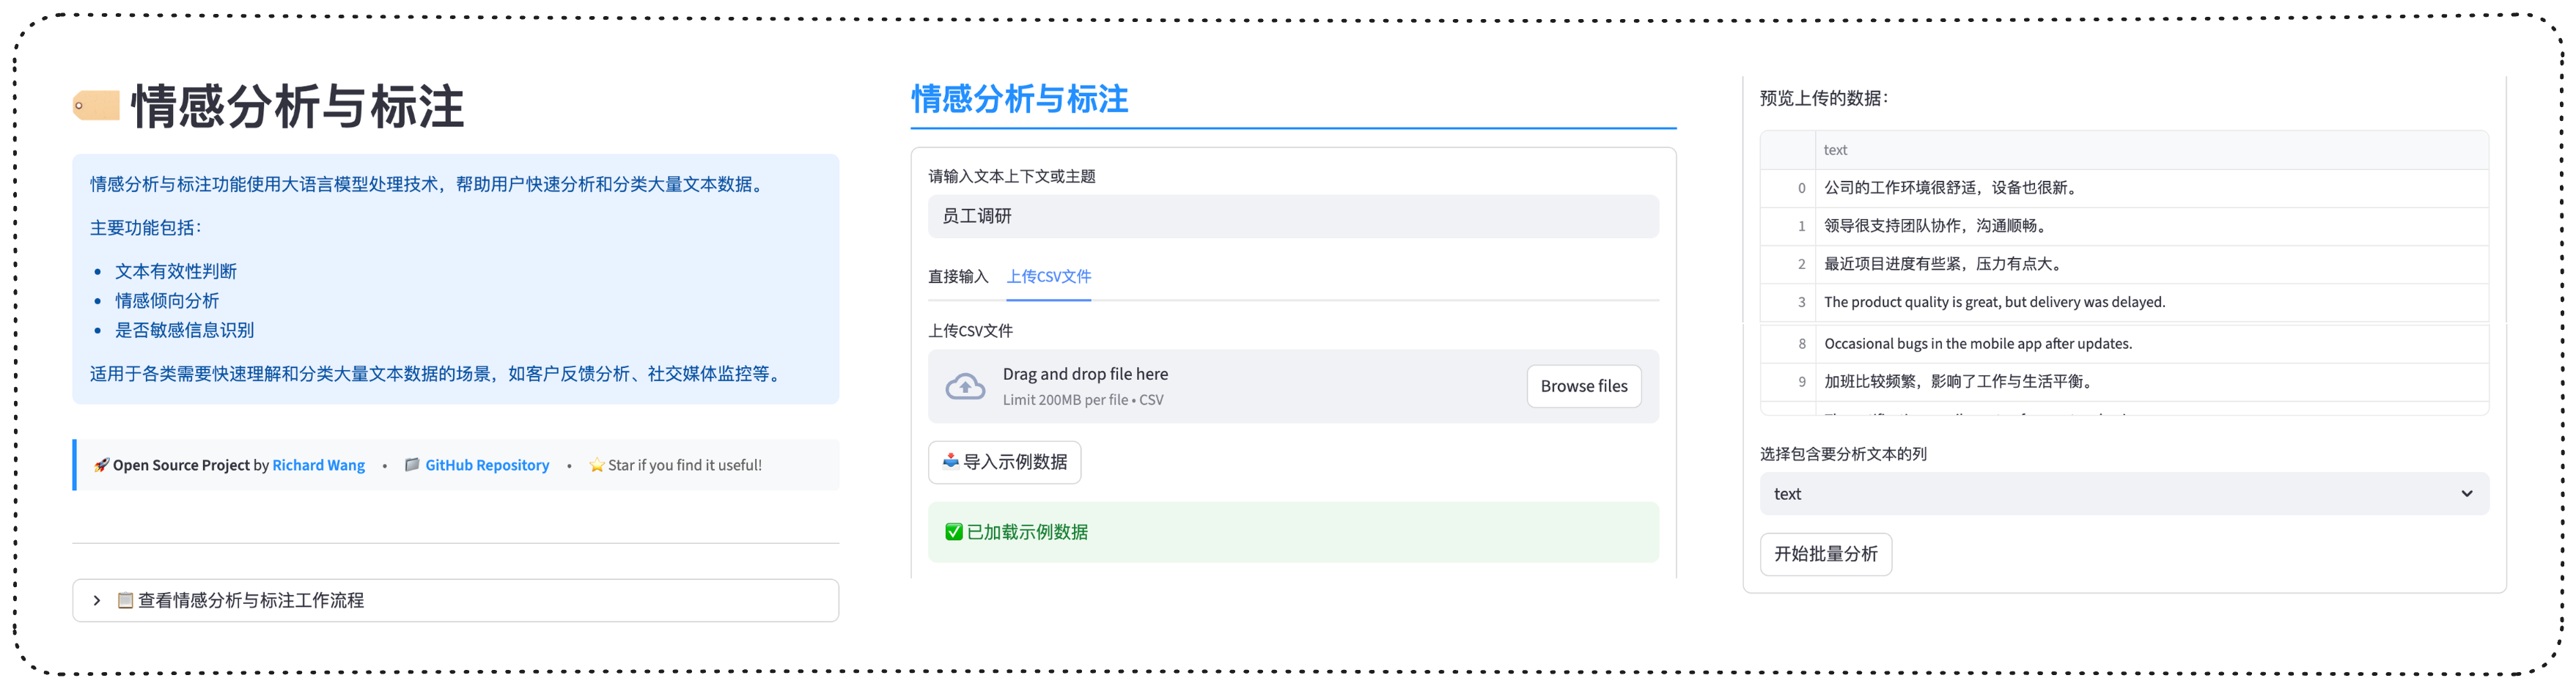 情感分析与标注
情感分析与标注功能使用大语言模型处理技术，帮助用户快速分析和分类大量文本数据。
主要功能包括：
• 文本有效性判断
• 情感倾向分析
• 是否敏感信息识别
适用于各类需要快速理解和分类大量文本数据的场景，如客户反馈分析、社交媒体监控等。
🚀 Open Source Project by Richard Wang • 📁 GitHub Repository • ⭐ Star if you find it useful!
📋 查看情感分析与标注工作流程
情感分析与标注
请输入文本上下文或主题
员工调研
直接输入 上传CSV文件
上传CSV文件
Drag and drop file here
Limit 200MB per file • CSV
Browse files
📥 导入示例数据
✅ 已加载示例数据
预览上传的数据：
text
0 公司的工作环境很舒适，设备也很新。
1 领导很支持团队协作，沟通顺畅。
2 最近项目进度有些紧，压力有点大。
3 The product quality is great, but delivery was delayed.
8 Occasional bugs in the mobile app after updates.
9 加班比较频繁，影响了工作与生活平衡。
选择包含要分析文本的列
text
开始批量分析